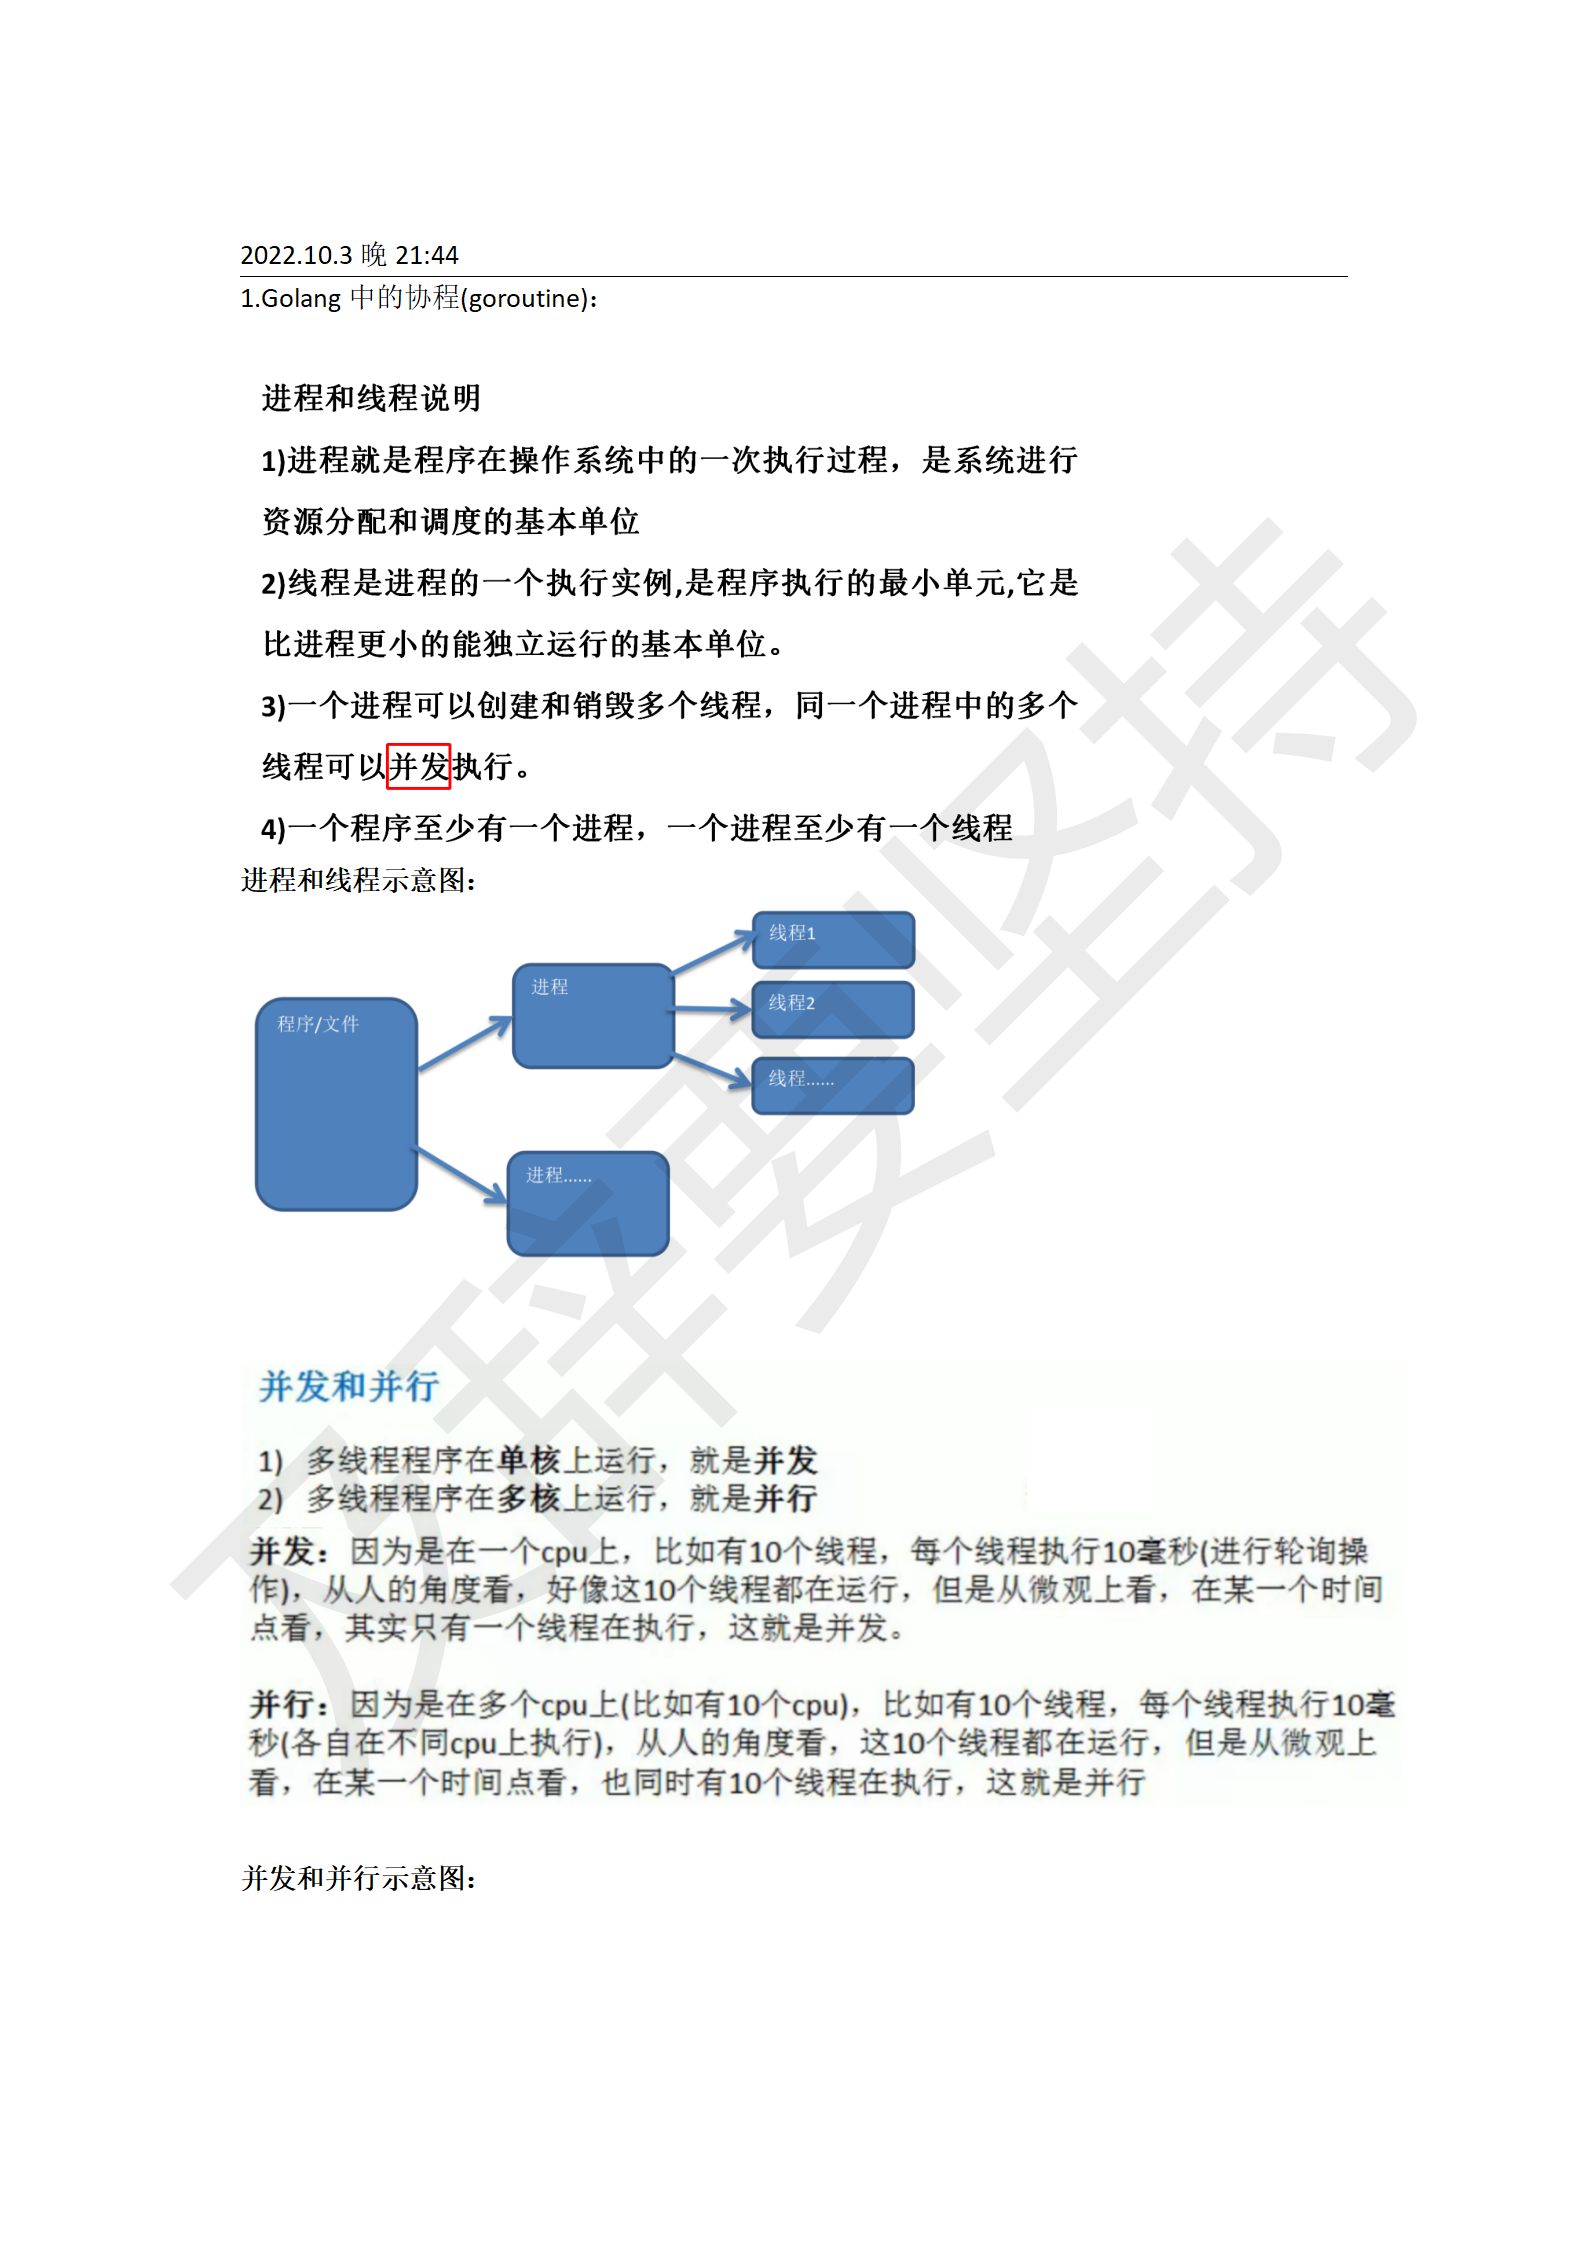 2022.10.3 晚 21:44
1.Golang 中的协程(goroutine)：
进程和线程说明
1)进程就是程序在操作系统中的一次执行过程，是系统进行
资源分配和调度的基本单位
2)线程是进程的一个执行实例,是程序执行的最小单元,它是
比进程更小的能独立运行的基本单位。
3)一个进程可以创建和销毁多个线程，同一个进程中的多个
线程可以并发执行。
4)一个程序至少有一个进程，一个进程至少有一个线程
进程和线程示意图：
程序/文件
进程
线程1
线程2
线程……
进程……
并发和并行
1) 多线程程序在单核上运行，就是并发
2) 多线程程序在多核上运行，就是并行
并发：因为是在一个cpu上，比如有10个线程，每个线程执行10毫秒(进行轮询操
作)，从人的角度看，好像这10个线程都在运行，但是从微观上看，在某一个时间
点看，其实只有一个线程在执行，这就是并发。
并行：因为是在多个cpu上(比如有10个cpu)，比如有10个线程，每个线程执行10毫
秒(各自在不同cpu上执行)，从人的角度看，这10个线程都在运行，但是从微观上
看，在某一个时间点看，也同时有10个线程在执行，这就是并行
并发和并行示意图：
要坚持